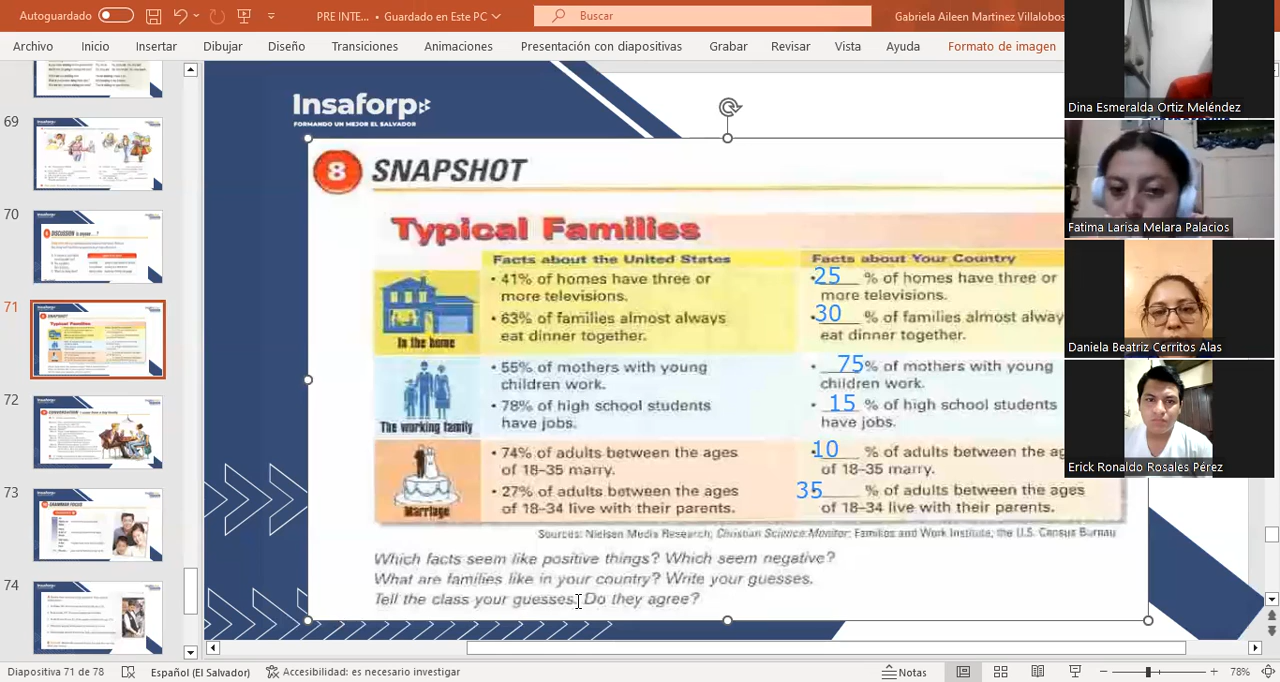 Autoguardado
PRE INTE... • Guardado en Este PC
Buscar
Gabriela Aileen Martinez Villalobos
Archivo Inicio Insertar Dibujar Diseño Transiciones Animaciones Presentación con diapositivas Grabar Revisar Vista Ayuda Formato de imagen
69
70
71
72
73
74
Insaforp
FORMANDO UN MEJOR EL SALVADOR
8 SNAPSHOT
Typical Families
Facts about the United States
In the home
• 41% of homes have three or
more televisions.
• 63% of families almost always
eat dinner together.
The working family
55% of mothers with young
children work.
• 78% of high school students
have jobs.
Marriage
• 74% of adults between the ages
of 18–35 marry.
• 27% of adults between the ages
of 18–34 live with their parents.
Facts about Your Country
• 25 % of homes have three or
more televisions.
• 30 % of families almost alway
eat dinner together.
• 75% of mothers with young
children work.
• 15 % of high school students
have jobs.
• 10 % of adults between the ag
of 18–35 marry.
35 % of adults between the ages
of 18–34 live with their parents.
Sources: Nielsen Media Research; Christian Science Monitor; Families and Work Institute; the U.S. Census Bureau
Which facts seem like positive things? Which seem negative?
What are families like in your country? Write your guesses.
Tell the class your guesses. Do they agree?
Dina Esmeralda Ortiz Meléndez
Fatima Larisa Melara Palacios
Daniela Beatriz Cerritos Alas
Erick Ronaldo Rosales Pérez
Diapositiva 71 de 78 Español (El Salvador) Accesibilidad: es necesario investigar Notas 78%